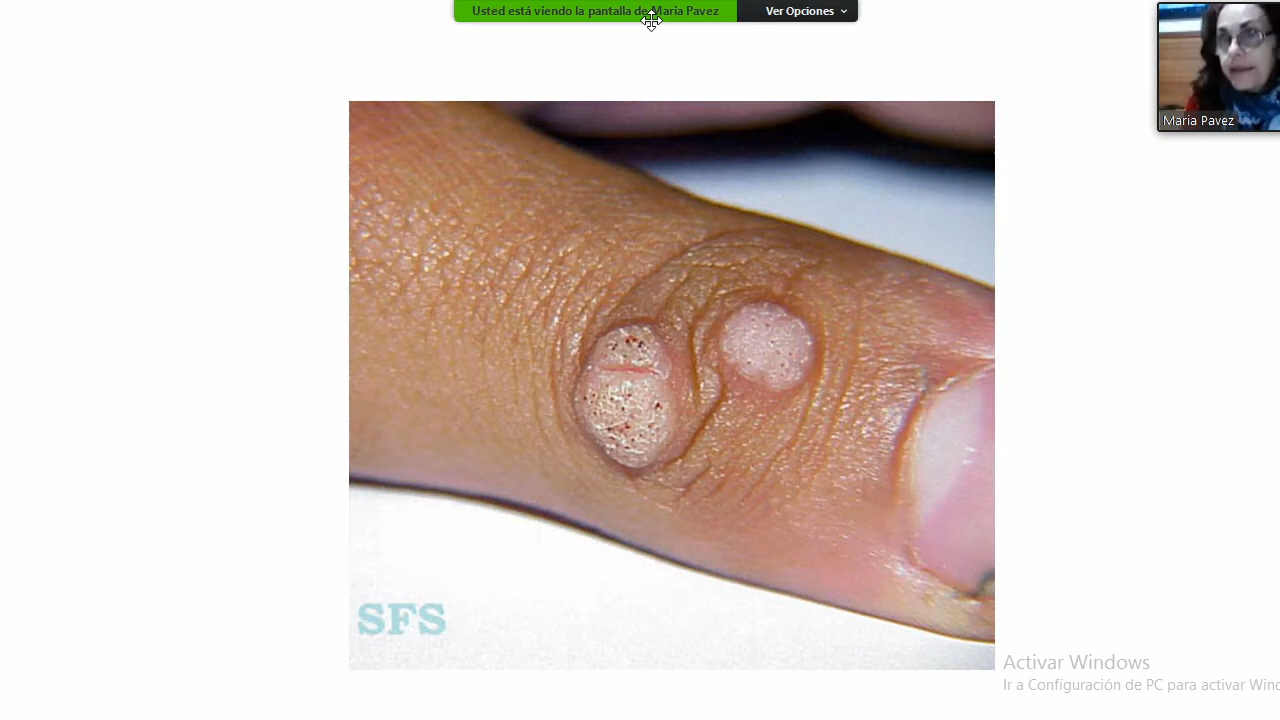 Usted está viendo la pantalla de Maria Pavez
Ver Opciones
Maria Pavez
SFS
Activar Windows
Ir a Configuración de PC para activar Wind